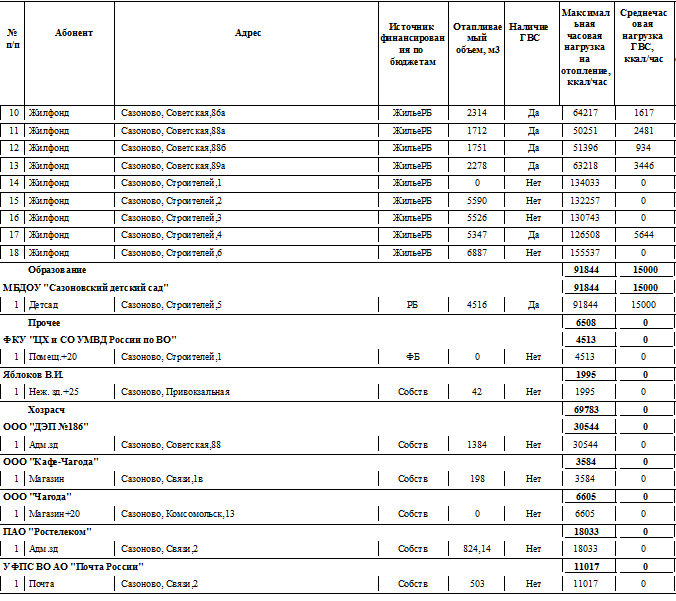 № п/п Абонент Адрес Источник финансирования по бюджетам Отапливаемый объем, м3 Наличие ГВС Максимальная часовая нагрузка на отопление, ккал/час Среднечасовая нагрузка ГВС, ккал/час
10 Жилфонд Сазоново, Советская,86а ЖильеРБ 2314 Да 64217 1617
11 Жилфонд Сазоново, Советская,88а ЖильеРБ 1712 Да 50251 2481
12 Жилфонд Сазоново, Советская,88б ЖильеРБ 1751 Да 51396 934
13 Жилфонд Сазоново, Советская,89а ЖильеРБ 2278 Да 63218 3446
14 Жилфонд Сазоново, Строителей,1 ЖильеРБ 0 Нет 134033 0
15 Жилфонд Сазоново, Строителей,2 ЖильеРБ 5590 Нет 132257 0
16 Жилфонд Сазоново, Строителей,3 ЖильеРБ 5526 Нет 130743 0
17 Жилфонд Сазоново, Строителей,4 ЖильеРБ 5347 Да 126508 5644
18 Жилфонд Сазоново, Строителей,6 ЖильеРБ 6887 Нет 155537 0
Образование 91844 15000
МБДОУ "Сазоновский детский сад" 91844 15000
1 Детсад Сазоново, Строителей,5 РБ 4516 Да 91844 15000
Прочее 6508 0
ФКУ "ЦХ и СО УМВД России по ВО" 4513 0
1 Помещ.+20 Сазоново, Строителей,1 ФБ 0 Нет 4513 0
Яблоков В.И. 1995 0
1 Неж. зд.+25 Сазоново, Привокзальная Собств 42 Нет 1995 0
Хозрасч 69783 0
ООО "ДЭП №186" 30544 0
1 Адм.зд Сазоново, Советская,88 Собств 1384 Нет 30544 0
ООО "Кафе-Чагода" 3584 0
1 Магазин Сазоново, Связи,1в Собств 198 Нет 3584 0
ООО "Чагода" 6605 0
1 Магазин+20 Сазоново, Комсомольск,13 Собств 0 Нет 6605 0
ПАО "Ростелеком" 18033 0
1 Адм.зд Сазоново, Связи,2 Собств 824,14 Нет 18033 0
УФПС ВО АО "Почта России" 11017 0
1 Почта Сазоново, Связи,2 Собств 503 Нет 11017 0